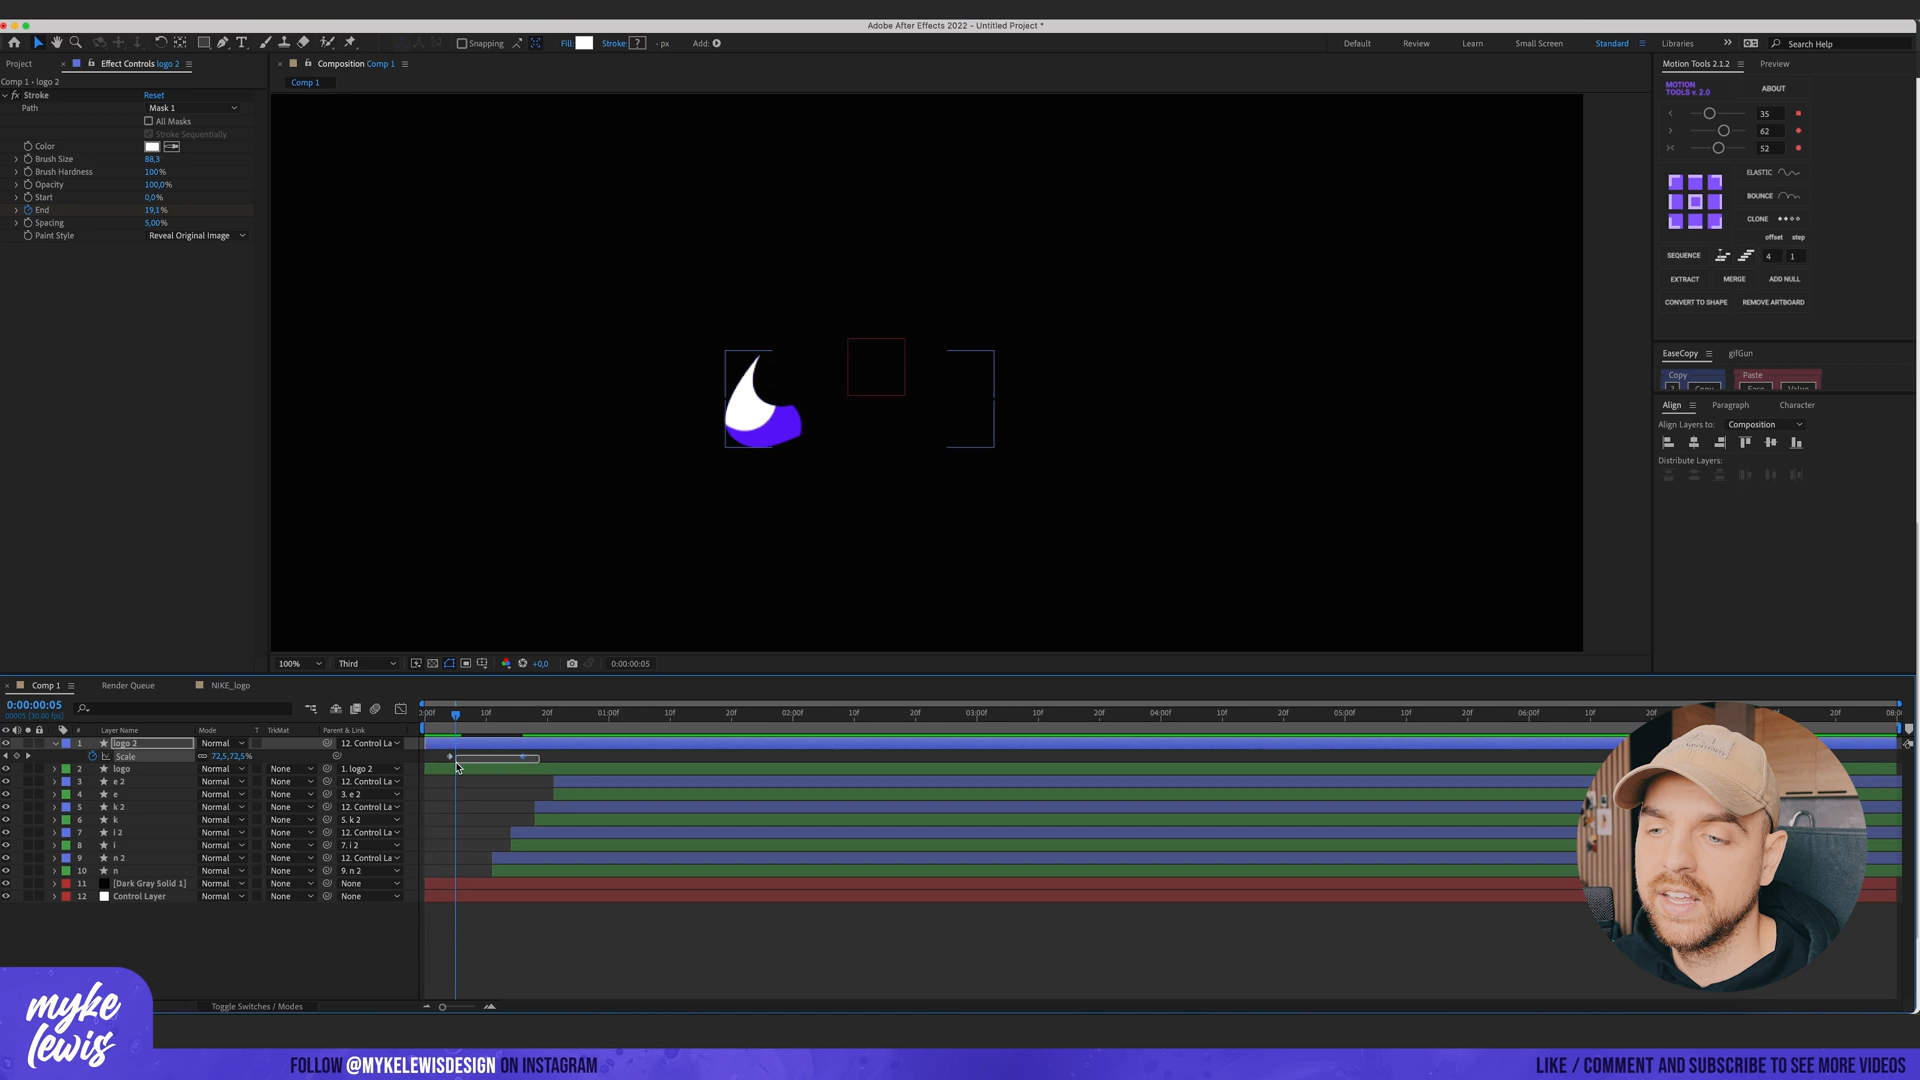 Adobe After Effects 2022 - Untitled Project *
Snapping
Fill:
Stroke:
?
- px
Add:
Default
Review
Learn
Small Screen
Standard
Libraries
Search Help
Project
Effect Controls logo 2
Composition Comp 1
Motion Tools 2.1.2
Preview
Comp 1 • logo 2
Comp 1
fx Stroke
Reset
Path
Mask 1
All Masks
Stroke Sequentially
Color
Brush Size
88,3
Brush Hardness
100%
Opacity
100,0%
Start
0,0%
End
19,1%
Spacing
5,00%
Paint Style
Reveal Original Image
MOTION
TOOLS v. 2.0
ABOUT
35
62
52
ELASTIC
BOUNCE
CLONE
offset step
SEQUENCE
4
1
EXTRACT
MERGE
ADD NULL
CONVERT TO SHAPE
REMOVE ARTBOARD
EaseCopy
gifGun
Copy
Paste
Align
Paragraph
Character
Align Layers to:
Composition
Distribute Layers:
100%
Third
+0,0
0:00:00:05
Comp 1
Render Queue
NIKE_logo
0:00:00:05
00005 (30.00 fps)
0:00f
10f
20f
01:00f
10f
20f
02:00f
10f
20f
03:00f
10f
20f
04:00f
10f
20f
05:00f
10f
20f
06:00f
10f
20f
20f
08:00
# Layer Name
Mode
T TrkMat
Parent & Link
1 logo 2 Normal 12. Control La
Scale 72,5,72,5%
2 logo Normal None 1. logo 2
3 e 2 Normal None 12. Control La
4 e Normal None 3. e 2
5 k 2 Normal None 12. Control La
6 k Normal None 5. k 2
7 i 2 Normal None 12. Control La
8 i Normal None 7. i 2
9 n 2 Normal None 12. Control La
10 n Normal None 9. n 2
11 [Dark Gray Solid 1] Normal None None
12 Control Layer Normal None None
Toggle Switches / Modes
myke
lewis
FOLLOW @MYKELEWISDESIGN ON INSTAGRAM
LIKE / COMMENT AND SUBSCRIBE TO SEE MORE VIDEOS